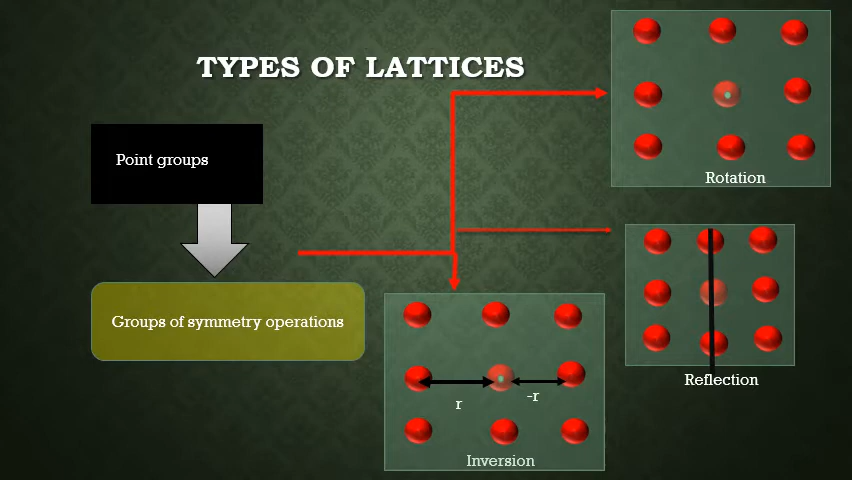 TYPES OF LATTICES
Point groups
Groups of symmetry operations
Rotation
Reflection
r
-r
Inversion